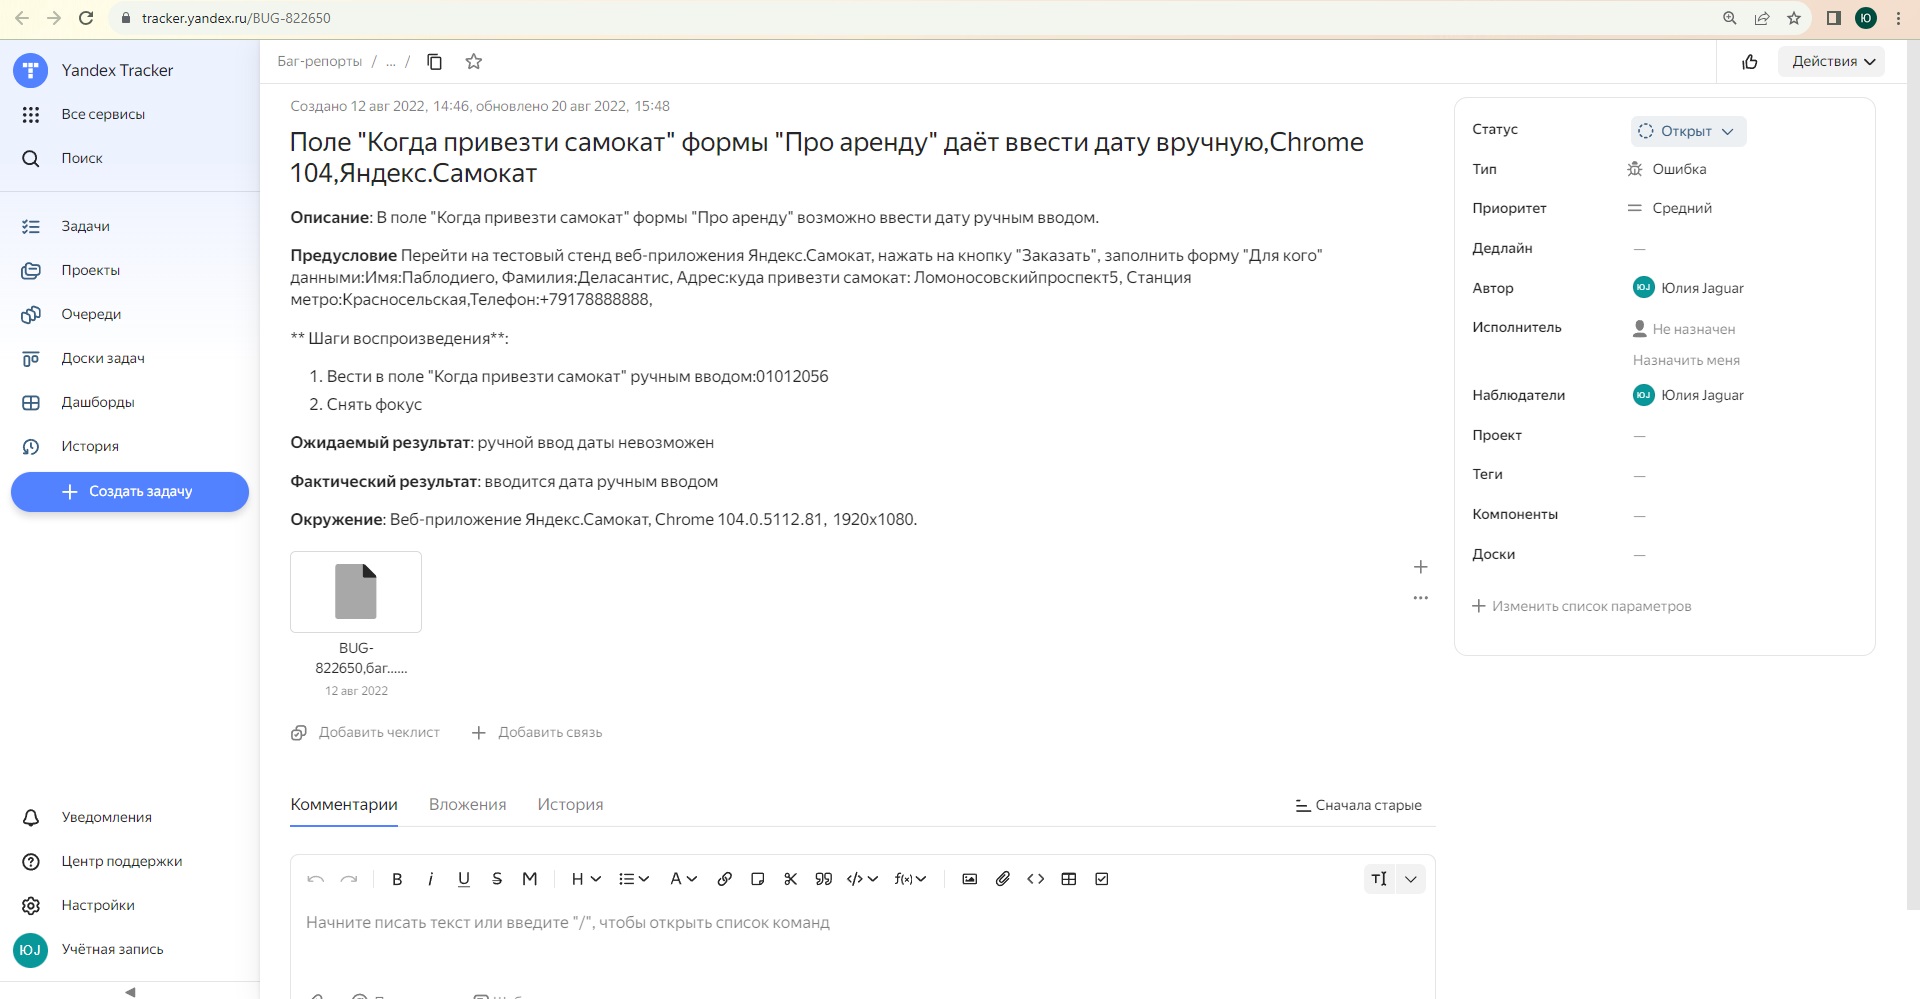 tracker.yandex.ru/BUG-822650
Ю
Yandex Tracker
Все сервисы
Поиск
Задачи
Проекты
Очереди
Доски задач
Дашборды
История
Создать задачу
Уведомления
Центр поддержки
Настройки
ЮJ Учётная запись
Баг-репорты / ... /
Действия
Создано 12 авг 2022, 14:46, обновлено 20 авг 2022, 15:48
Поле "Когда привезти самокат" формы "Про аренду" даёт ввести дату вручную,Chrome
104,Яндекс.Самокат
Описание: В поле "Когда привезти самокат" формы "Про аренду" возможно ввести дату ручным вводом.
Предусловие Перейти на тестовый стенд веб-приложения Яндекс.Самокат, нажать на кнопку "Заказать", заполнить форму "Для кого"
данными:Имя:Паблодиего, Фамилия:Деласантис, Адрес:куда привезти самокат: Ломоносовскийпроспект5, Станция
метро:Красносельская,Телефон:+79178888888,
** Шаги воспроизведения**:
1. Вести в поле "Когда привезти самокат" ручным вводом:01012056
2. Снять фокус
Ожидаемый результат: ручной ввод даты невозможен
Фактический результат: вводится дата ручным вводом
Окружение: Веб-приложение Яндекс.Самокат, Chrome 104.0.5112.81, 1920x1080.
BUG-
822650,баг......
12 авг 2022
Добавить чеклист
Добавить связь
Комментарии
Вложения
История
Сначала старые
Начните писать текст или введите "/", чтобы открыть список команд
Статус
Открыт
Тип
Ошибка
Приоритет
Средний
Дедлайн
—
Автор
ЮJ Юлия Jaguar
Исполнитель
Не назначен
Назначить меня
Наблюдатели
ЮJ Юлия Jaguar
Проект
—
Теги
—
Компоненты
—
Доски
—
Изменить список параметров